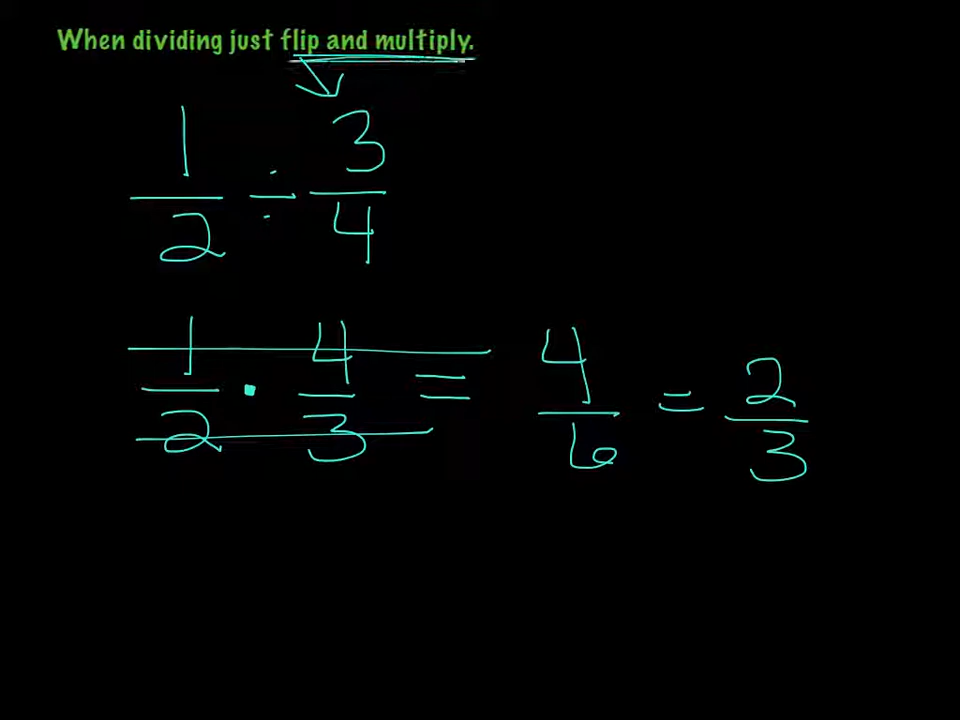 When dividing just flip and multiply.
1/2 ÷ 3/4
1/2 · 4/3 = 4/6 = 2/3